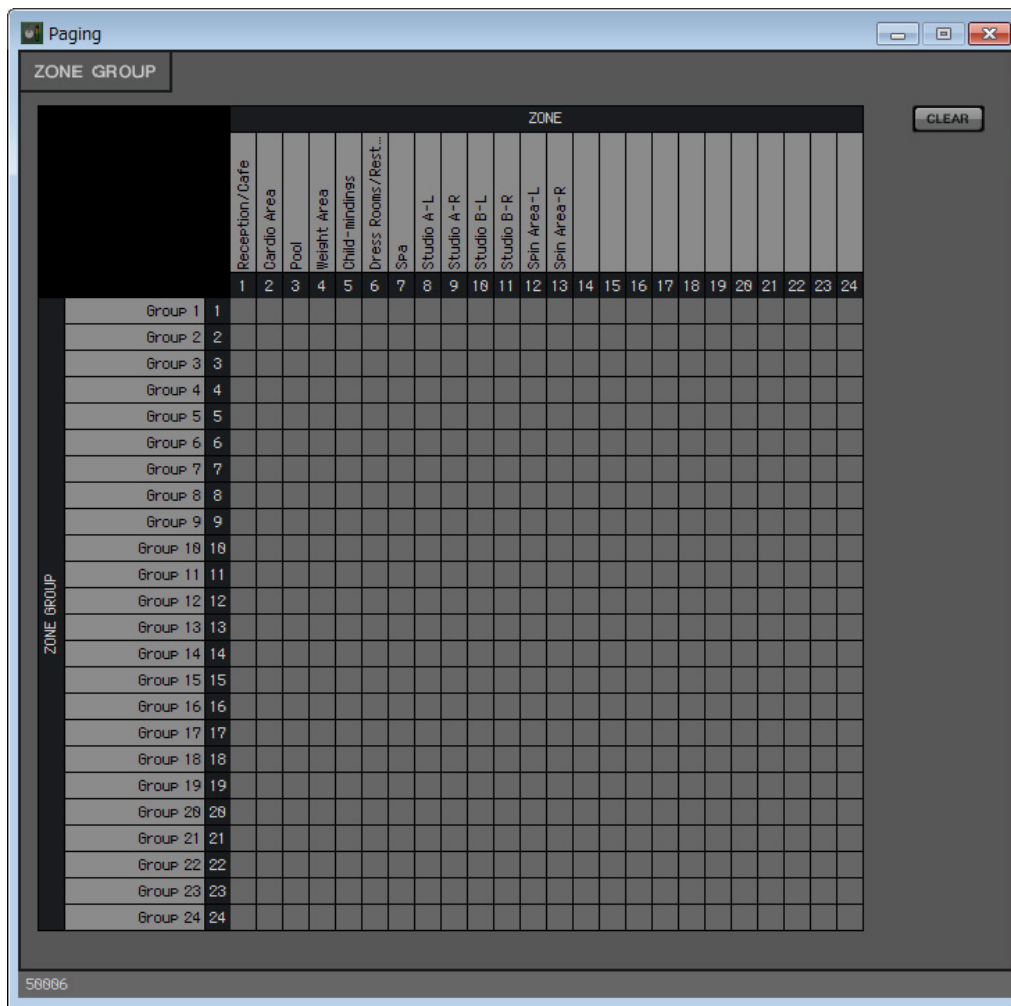 Paging
ZONE GROUP
ZONE
CLEAR
Reception/Cafe
Cardio Area
Pool
Weight Area
Child-mindings
Dress Rooms/Rest...
Spa
Studio A-L
Studio A-R
Studio B-L
Studio B-R
Spin Area-L
Spin Area-R
1 2 3 4 5 6 7 8 9 10 11 12 13 14 15 16 17 18 19 20 21 22 23 24
ZONE GROUP
Group 1 1
Group 2 2
Group 3 3
Group 4 4
Group 5 5
Group 6 6
Group 7 7
Group 8 8
Group 9 9
Group 10 10
Group 11 11
Group 12 12
Group 13 13
Group 14 14
Group 15 15
Group 16 16
Group 17 17
Group 18 18
Group 19 19
Group 20 20
Group 21 21
Group 22 22
Group 23 23
Group 24 24
50006